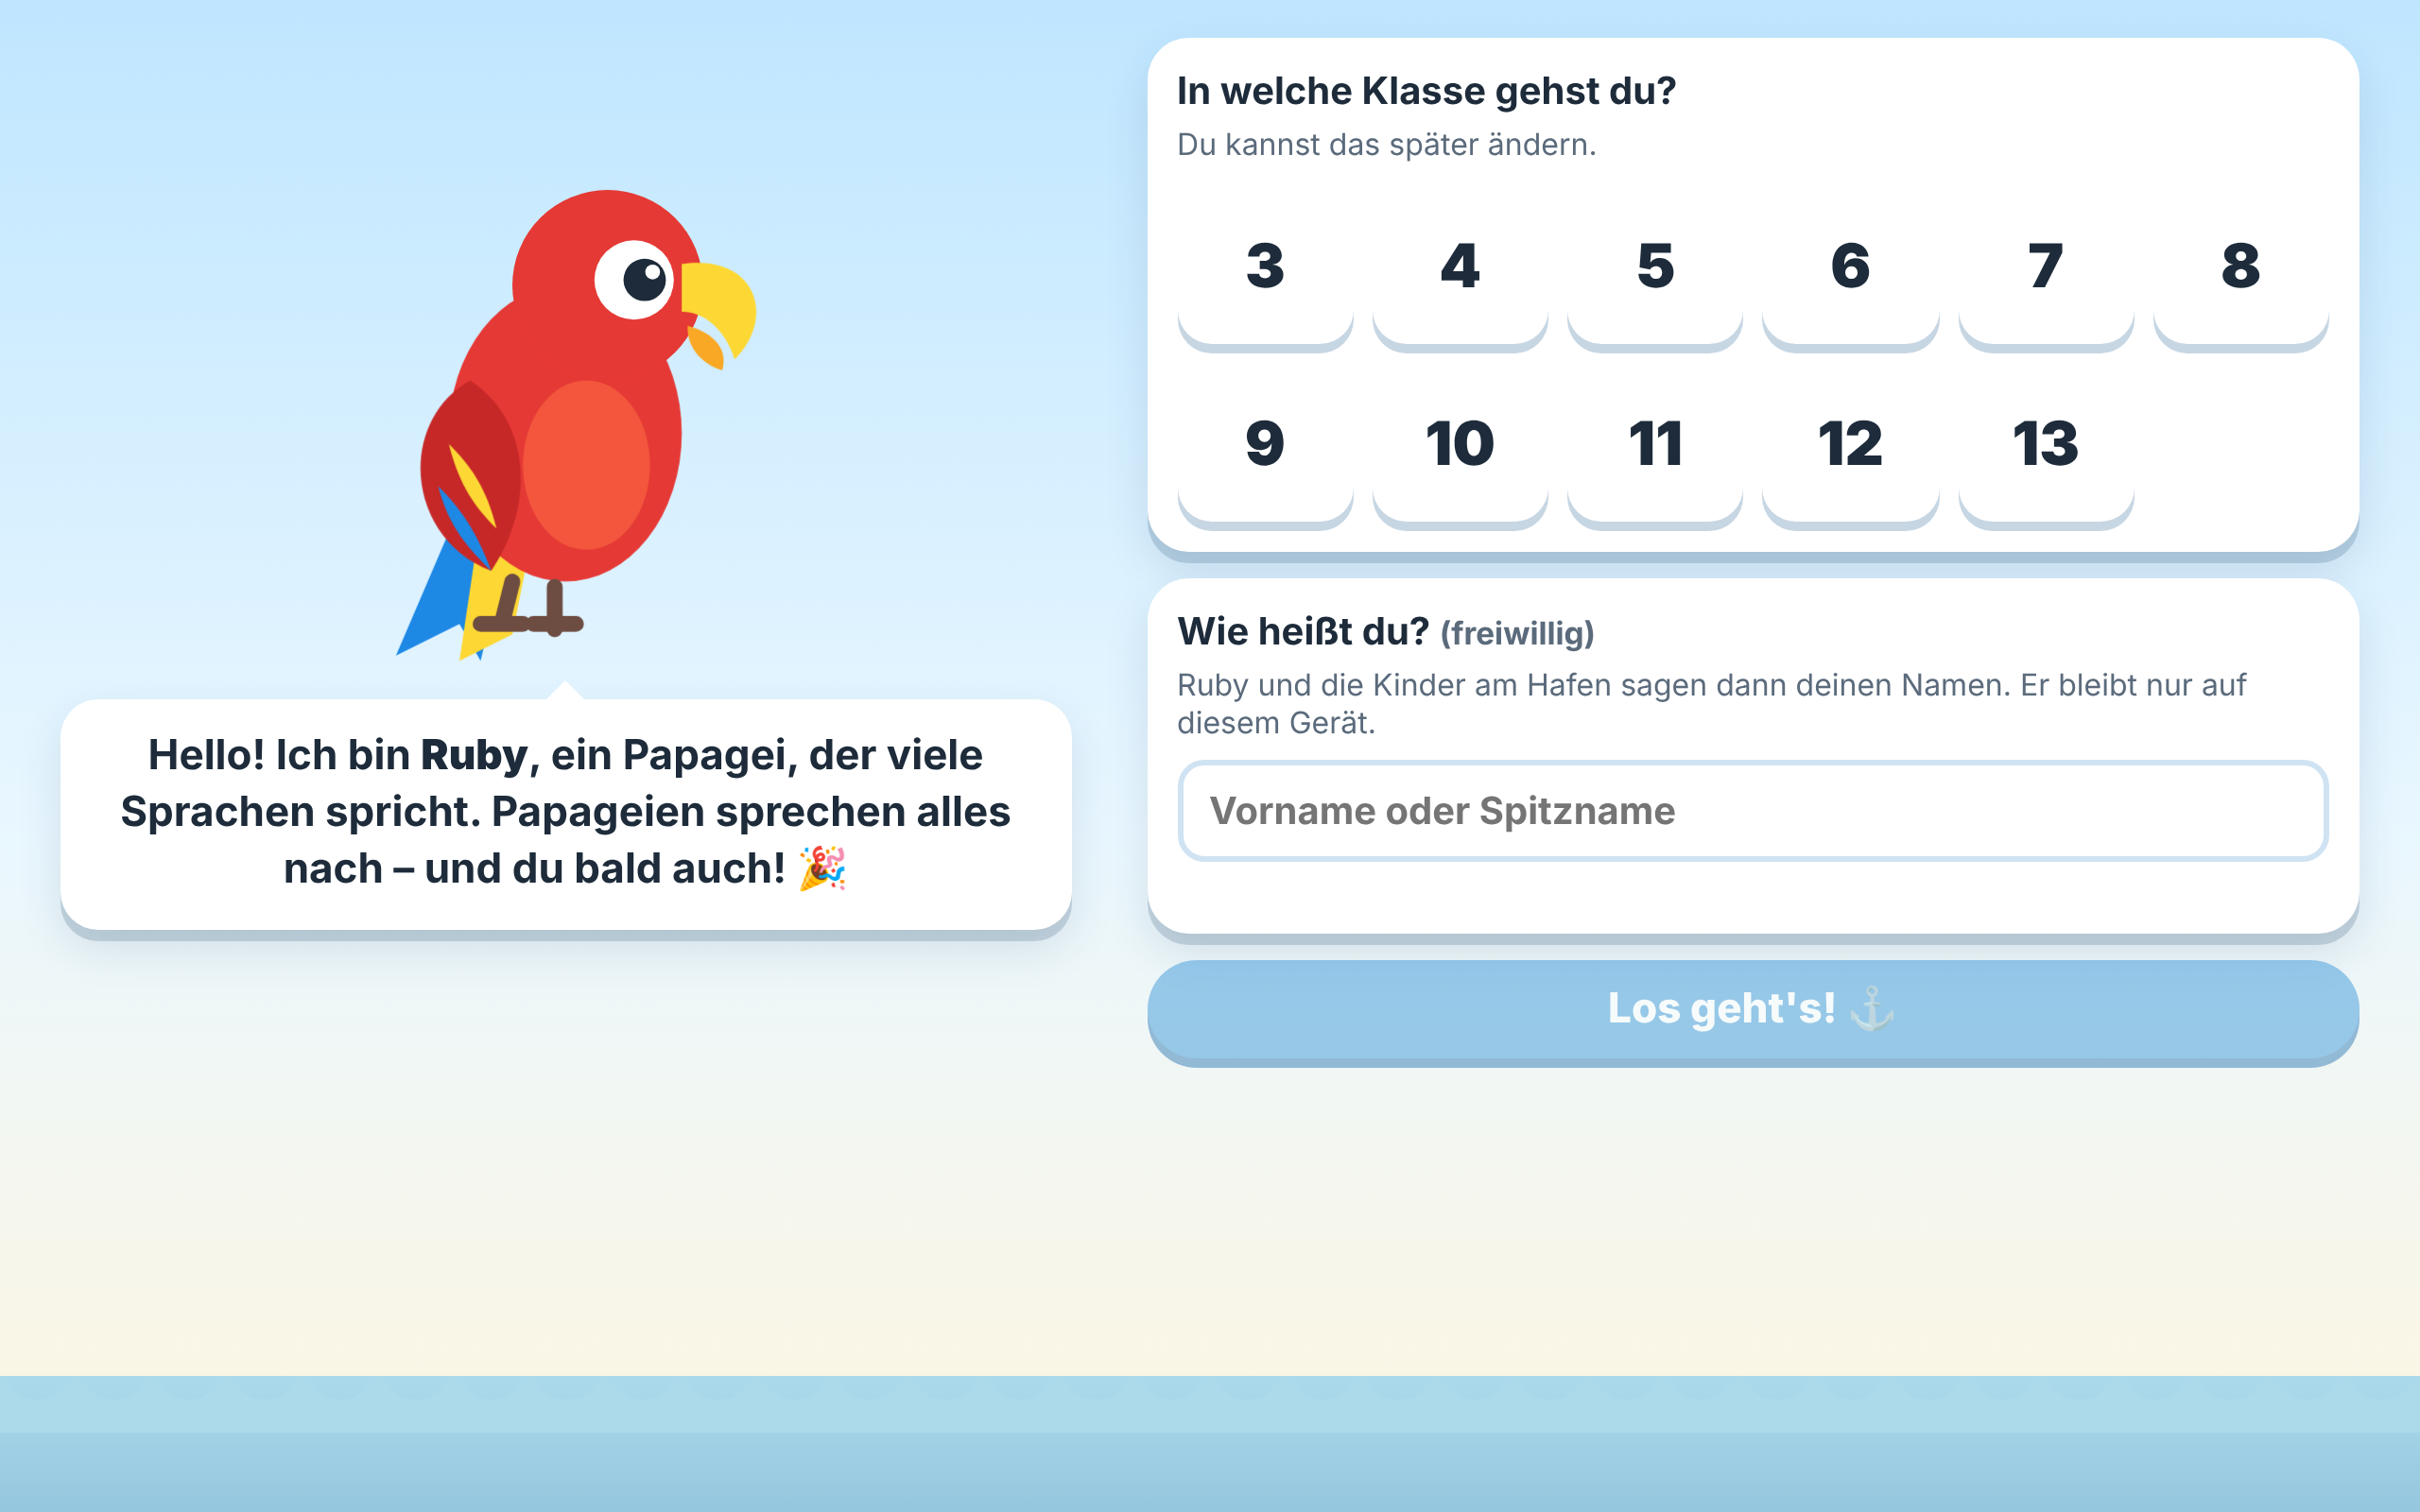 Hello! Ich bin Ruby, ein Papagei, der viele
Sprachen spricht. Papageien sprechen alles
nach – und du bald auch! 🎉
In welche Klasse gehst du?
Du kannst das später ändern.
3 4 5 6 7 8
9 10 11 12 13
Wie heißt du? (freiwillig)
Ruby und die Kinder am Hafen sagen dann deinen Namen. Er bleibt nur auf
diesem Gerät.
Vorname oder Spitzname
Los geht's! ⚓